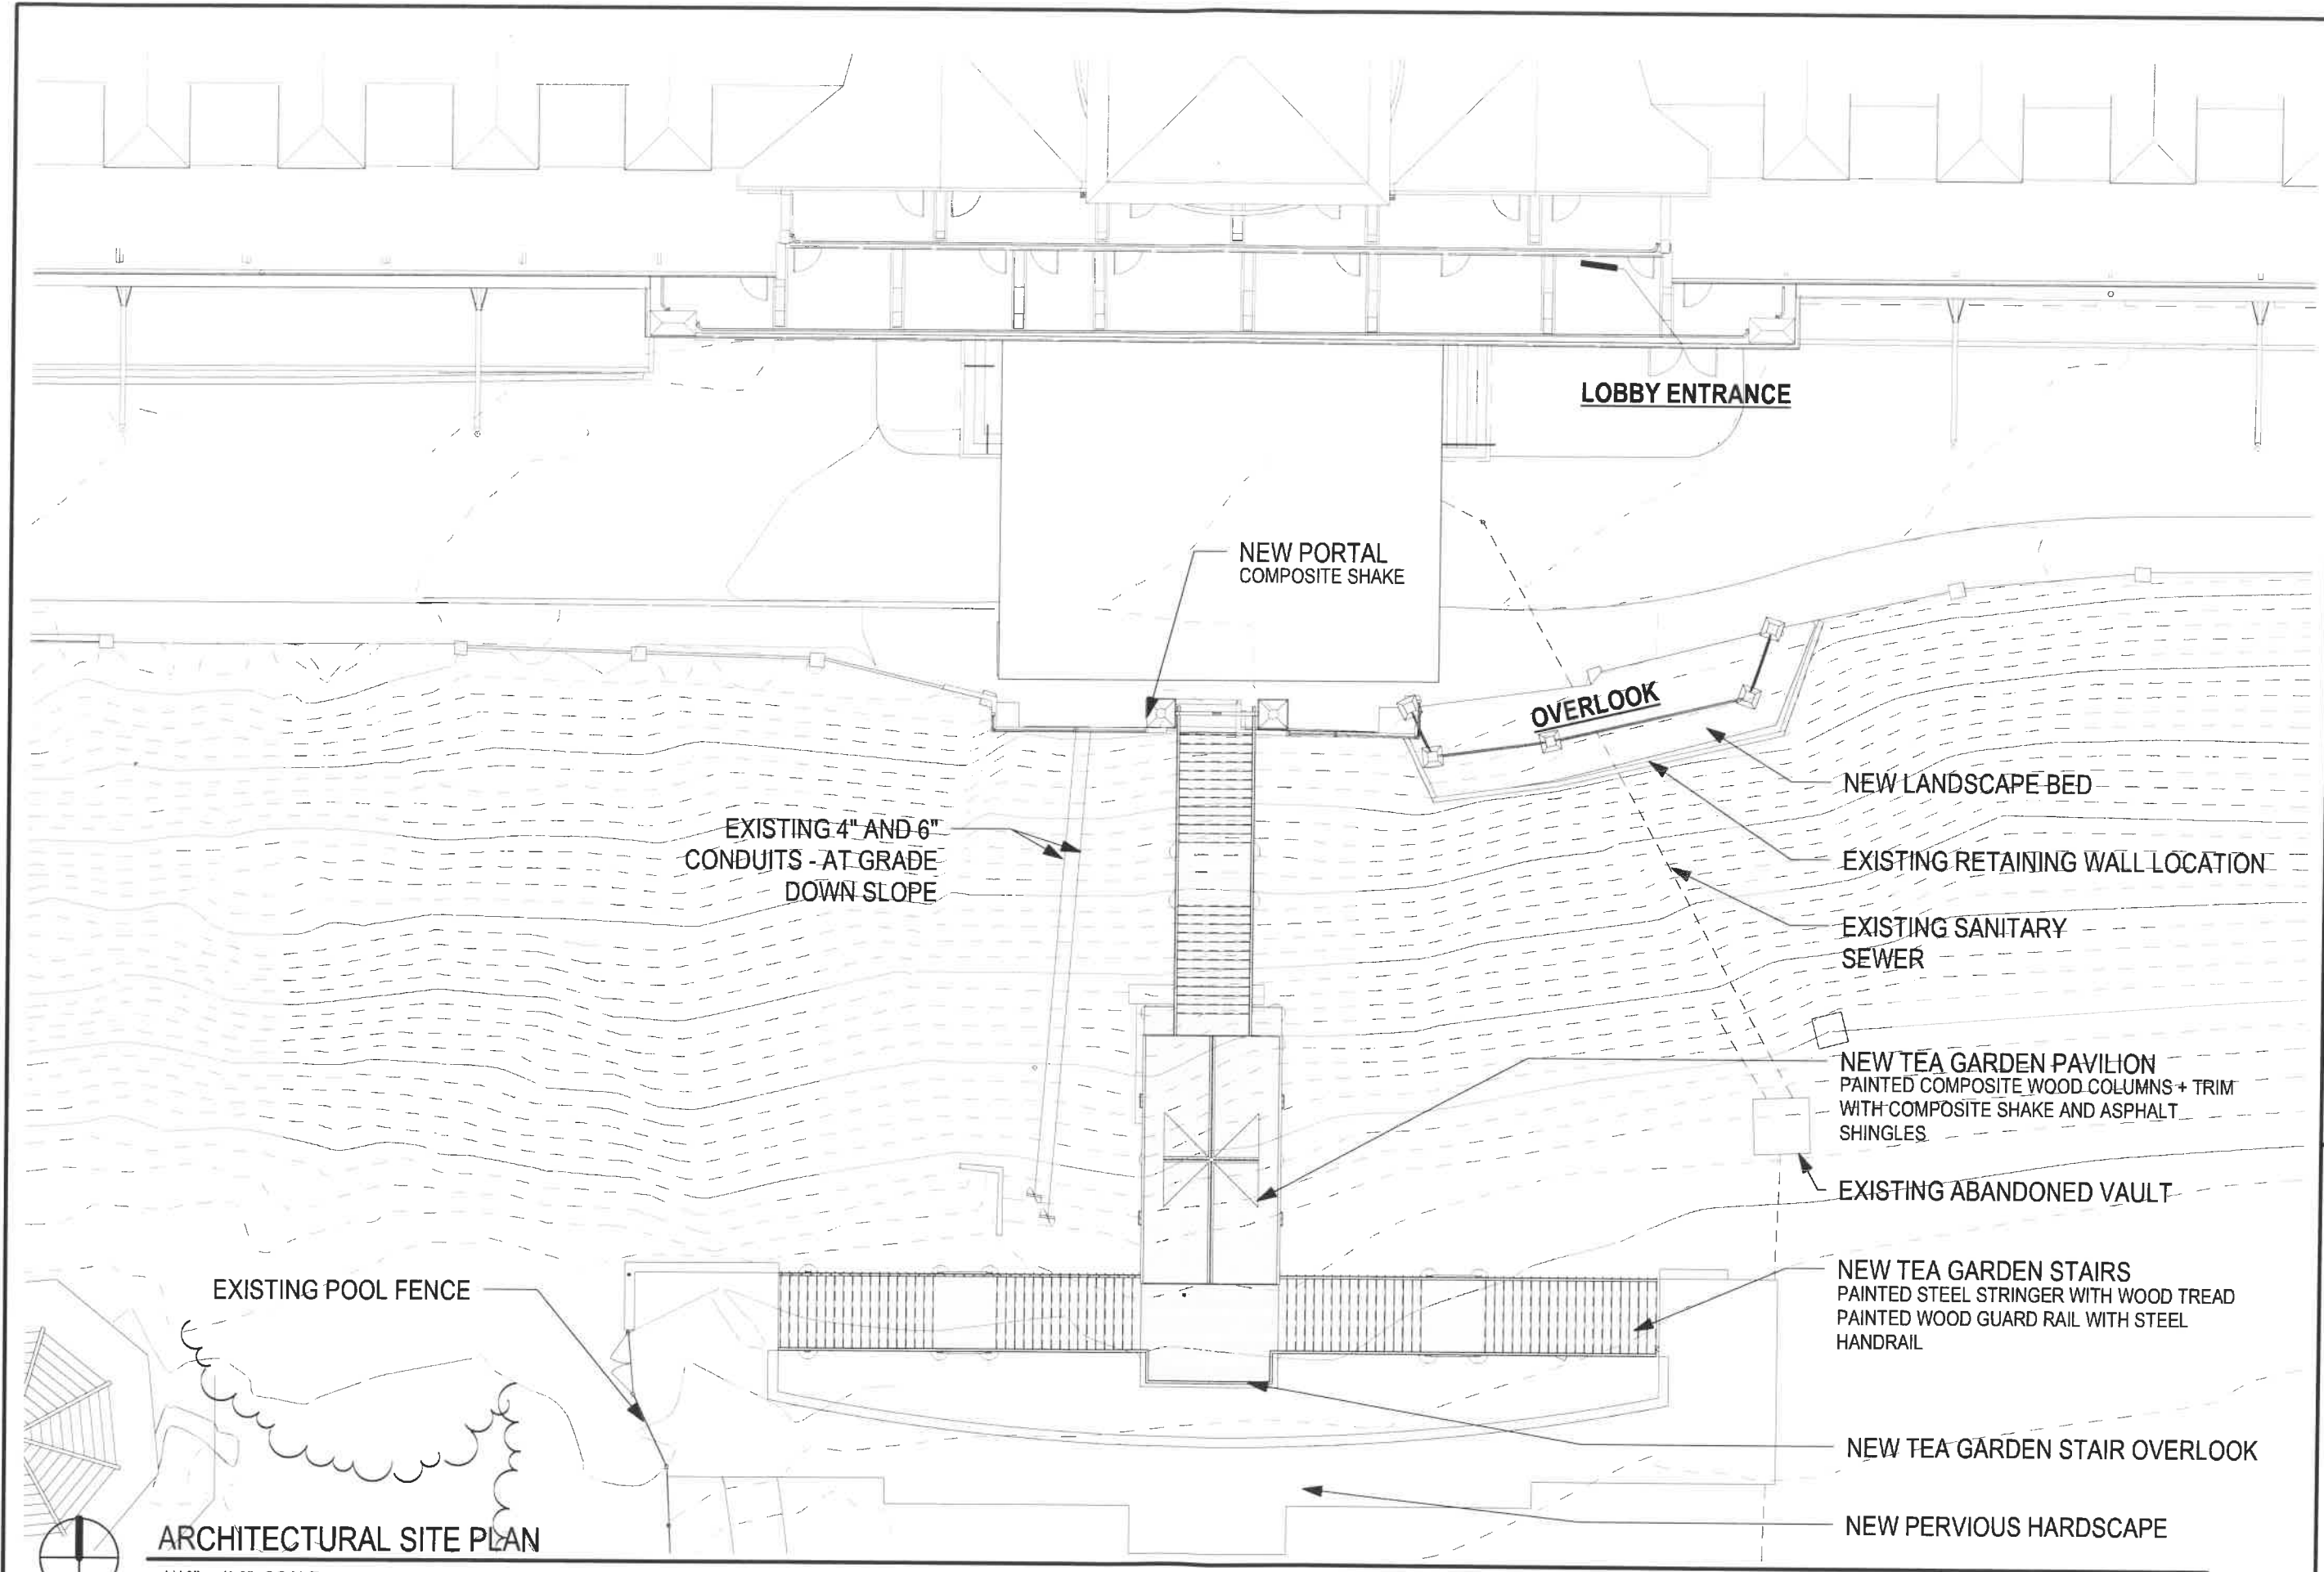 LOBBY ENTRANCE
NEW PORTAL
COMPOSITE SHAKE
OVERLOOK
NEW LANDSCAPE BED
EXISTING 4" AND 6"
CONDUITS - AT GRADE
DOWN SLOPE
EXISTING RETAINING WALL LOCATION
EXISTING SANITARY
SEWER
NEW TEA GARDEN PAVILION
PAINTED COMPOSITE WOOD COLUMNS + TRIM
WITH COMPOSITE SHAKE AND ASPHALT
SHINGLES
EXISTING ABANDONED VAULT
EXISTING POOL FENCE
NEW TEA GARDEN STAIRS
PAINTED STEEL STRINGER WITH WOOD TREAD
PAINTED WOOD GUARD RAIL WITH STEEL
HANDRAIL
NEW TEA GARDEN STAIR OVERLOOK
NEW PERVIOUS HARDSCAPE
ARCHITECTURAL SITE PLAN